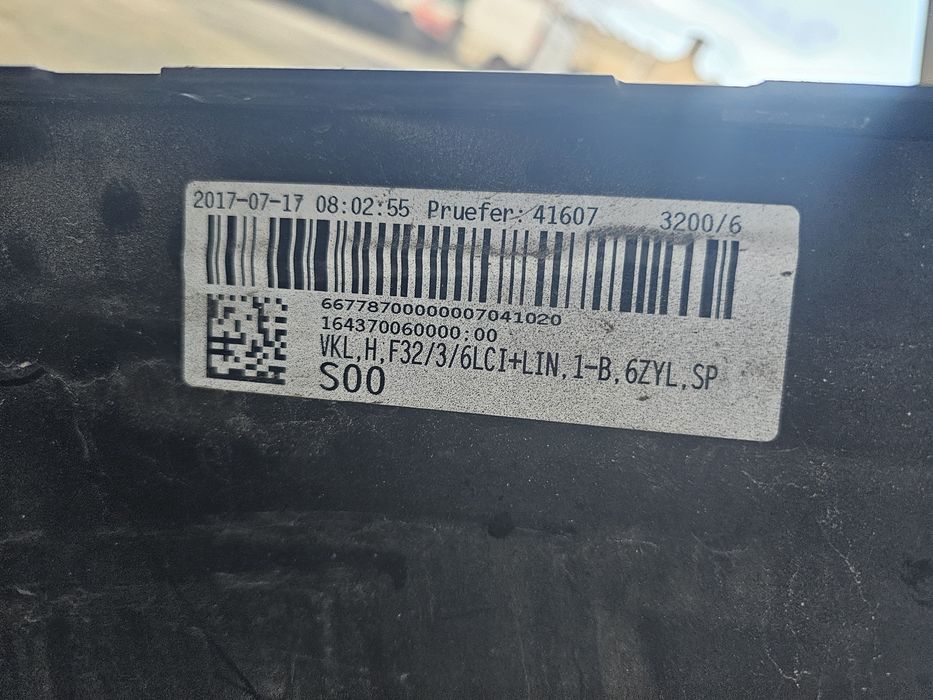 2017-07-17 08:02:55 Pruefer: 41607 3200/6
66778700000007041020
164370060000:00
VKL,H,F32/3/6LCI+LIN,1-B,6ZYL,SP
S00